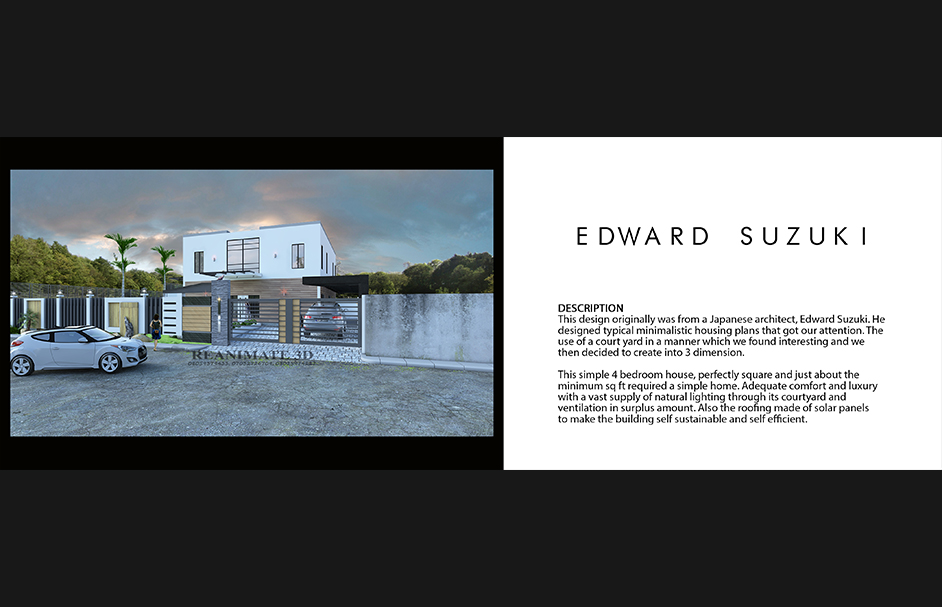 EDWARD SUZUKI
DESCRIPTION
This design originally was from a Japanese architect, Edward Suzuki. He
designed typical minimalistic housing plans that got our attention. The
use of a court yard in a manner which we found interesting and we
then decided to create into 3 dimension.
This simple 4 bedroom house, perfectly square and just about the
minimum sq ft required a simple home. Adequate comfort and luxury
with a vast supply of natural lighting through its courtyard and
ventilation in surplus amount. Also the roofing made of solar panels
to make the building self sustainable and self efficient.
REANIMATE 3D